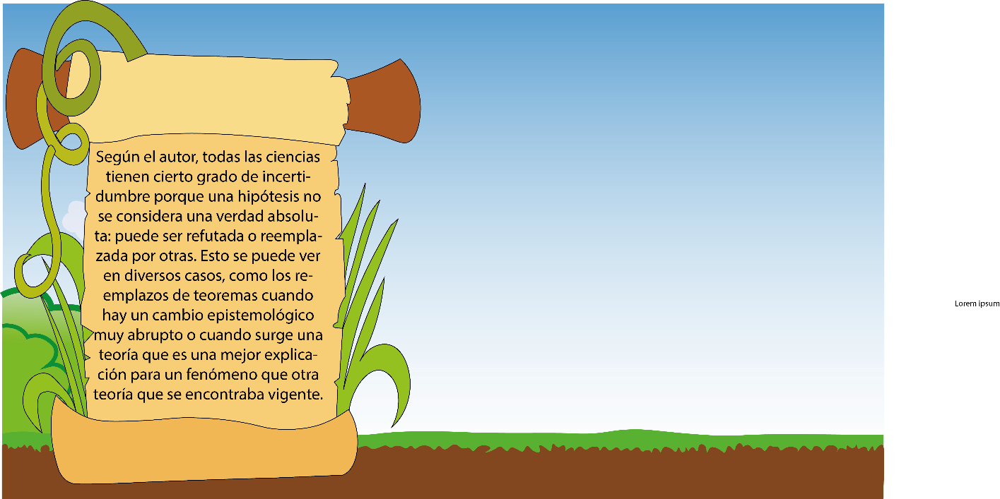 Según el autor, todas las ciencias
tienen cierto grado de incerti-
dumbre porque una hipótesis no
se considera una verdad absolu-
ta: puede ser refutada o reempla-
zada por otras. Esto se puede ver
en diversos casos, como los re-
emplazos de teoremas cuando
hay un cambio epistemológico
muy abrupto o cuando surge una
teoría que es una mejor explica-
ción para un fenómeno que otra
teoría que se encontraba vigente.
Lorem ipsum